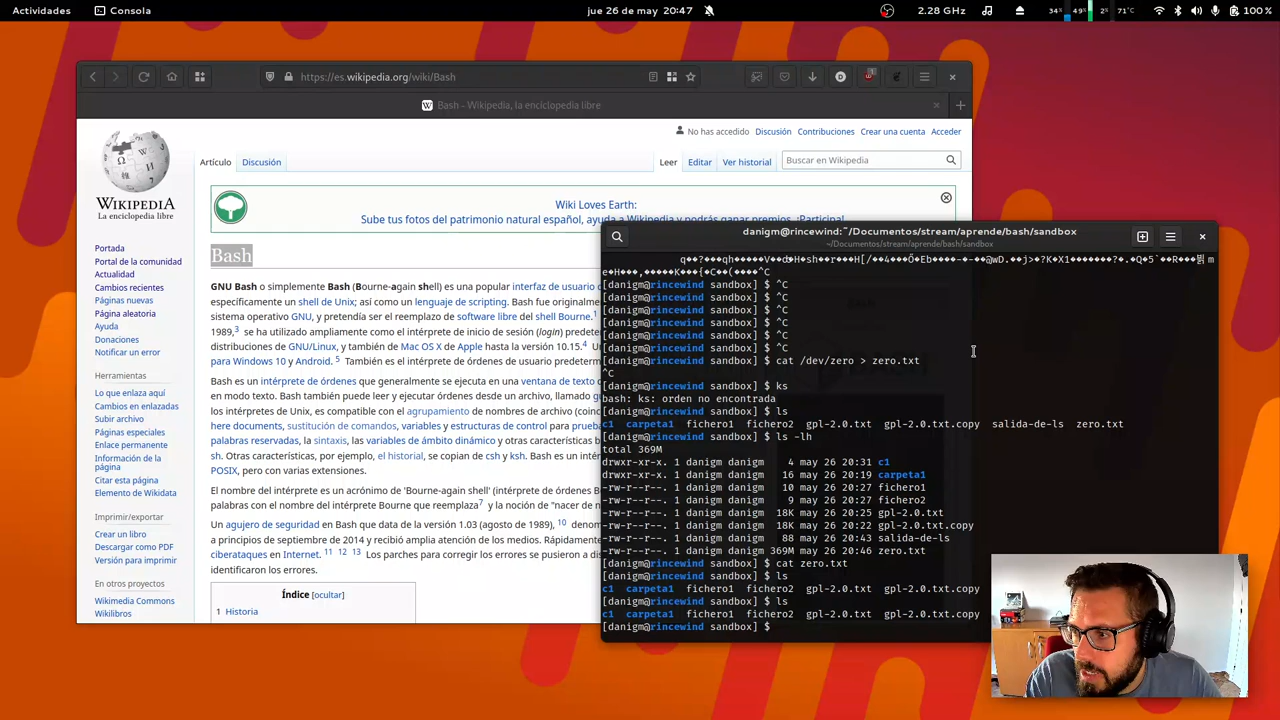 Actividades
Consola
jue 26 de may 20:47
2.28 GHz
34%
49%
2%
71°C
100 %
https://es.wikipedia.org/wiki/Bash
Bash - Wikipedia, la enciclopedia libre
WIKIPEDIA
La enciclopedia libre
No has accedido Discusión Contribuciones Crear una cuenta Acceder
Artículo Discusión
Leer Editar Ver historial
Buscar en Wikipedia
Wiki Loves Earth:
Sube tus fotos del patrimonio natural español, ayuda a Wikipedia y podrás ganar premios. ¡Participa!
Portada
Portal de la comunidad
Actualidad
Cambios recientes
Páginas nuevas
Página aleatoria
Ayuda
Donaciones
Notificar un error
Herramientas
Lo que enlaza aquí
Cambios en enlazadas
Subir archivo
Páginas especiales
Enlace permanente
Información de la
página
Citar esta página
Elemento de Wikidata
Imprimir/exportar
Crear un libro
Descargar como PDF
Versión para imprimir
En otros proyectos
Wikimedia Commons
Wikilibros
Bash
GNU Bash o simplemente Bash (Bourne-again shell) es una popular interfaz de usuario
específicamente un shell de Unix; así como un lenguaje de scripting. Bash fue originalme
sistema operativo GNU, y pretendía ser el reemplazo de software libre del shell Bourne.1
1989,3 se ha utilizado ampliamente como el intérprete de inicio de sesión (login) predete
distribuciones de GNU/Linux, y también de Mac OS X de Apple hasta la versión 10.15.4
para Windows 10 y Android. 5 También es el intérprete de órdenes de usuario predeterm
Bash es un intérprete de órdenes que generalmente se ejecuta en una ventana de texto
en modo texto. Bash también puede leer y ejecutar órdenes desde un archivo, llamado
los intérpretes de Unix, es compatible con el agrupamiento de nombres de archivo (coinc
here documents, sustitución de comandos, variables y estructuras de control para
palabras reservadas, la sintaxis, las variables de ámbito dinámico y otras característica
sh. Otras características, por ejemplo, el historial, se copian de csh y ksh. Bash es un inté
POSIX, pero con varias extensiones.
El nombre del intérprete es un acrónimo de 'Bourne-again shell' (intérprete de órdenes B
palabras con el nombre del intérprete Bourne que reemplaza7 y la noción de "nacer de n
Un agujero de seguridad en Bash que data de la versión 1.03 (agosto de 1989), 10 denom
a principios de septiembre de 2014 y recibió amplia atención de los medios. Rápidamen
ciberataques en Internet. 11 12 13 Los parches para corregir los errores se pusieron a dis
identificaron los errores.
Índice [ocultar]
1 Historia
danigm@rincewind:~/Documentos/stream/aprende/bash/sandbox
~/Documentos/stream/aprende/bash/sandbox
[danigm@rincewind sandbox] $ ^C
[danigm@rincewind sandbox] $ ^C
[danigm@rincewind sandbox] $ ^C
[danigm@rincewind sandbox] $ ^C
[danigm@rincewind sandbox] $ ^C
[danigm@rincewind sandbox] $ ^C
[danigm@rincewind sandbox] $ cat /dev/zero > zero.txt
^C
[danigm@rincewind sandbox] $ ks
bash: ks: orden no encontrada
[danigm@rincewind sandbox] $ ls
c1 carpeta1 fichero1 fichero2 gpl-2.0.txt gpl-2.0.txt.copy salida-de-ls zero.txt
[danigm@rincewind sandbox] $ ls -lh
total 369M
drwxr-xr-x. 1 danigm danigm 4 may 26 20:31 c1
drwxr-xr-x. 1 danigm danigm 16 may 26 20:19 carpeta1
-rw-r--r--. 1 danigm danigm 10 may 26 20:27 fichero1
-rw-r--r--. 1 danigm danigm 9 may 26 20:27 fichero2
-rw-r--r--. 1 danigm danigm 18K may 26 20:25 gpl-2.0.txt
-rw-r--r--. 1 danigm danigm 18K may 26 20:22 gpl-2.0.txt.copy
-rw-r--r--. 1 danigm danigm 88 may 26 20:43 salida-de-ls
-rw-r--r--. 1 danigm danigm 369M may 26 20:46 zero.txt
[danigm@rincewind sandbox] $ cat zero.txt
[danigm@rincewind sandbox] $ ls
c1 carpeta1 fichero1 fichero2 gpl-2.0.txt gpl-2.0.txt.copy
[danigm@rincewind sandbox] $ ls
c1 carpeta1 fichero1 fichero2 gpl-2.0.txt gpl-2.0.txt.copy
[danigm@rincewind sandbox] $